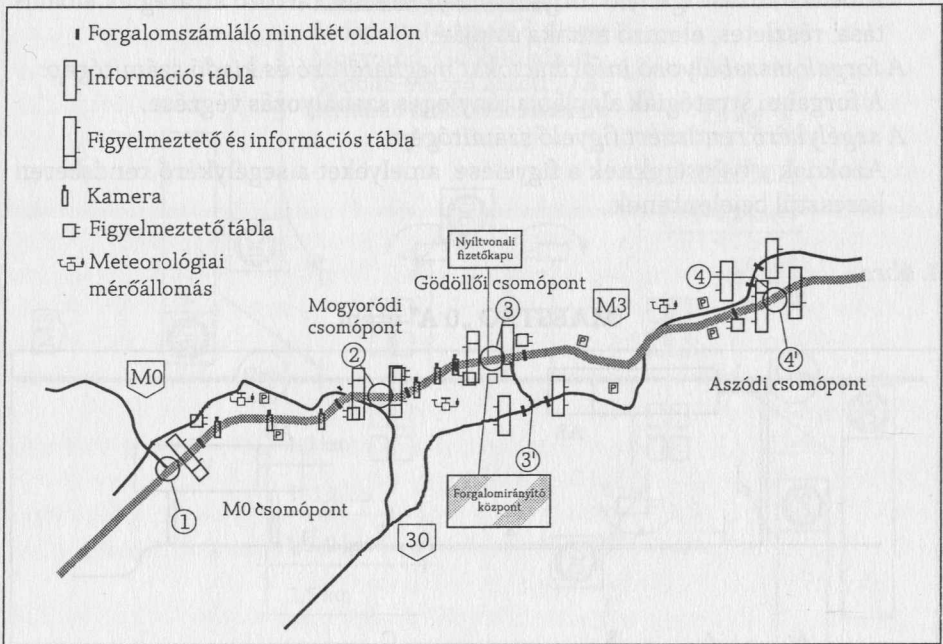 Forgalomszámláló mindkét oldalon
Információs tábla
Figyelmeztető és információs tábla
Kamera
Figyelmeztető tábla
Meteorológiai
mérőállomás
Nyíltvonali
fizetőkapu
Gödöllői csomópont
Mogyoródi
csomópont
M3
M0
P
P
P
P
P
P
P
4
4'
3
3'
2
1
Aszódi csomópont
M0 csomópont
Forgalomirányító
központ
30